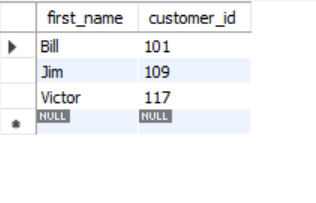 first_name customer_id
Bill 101
Jim 109
Victor 117
NULL NULL